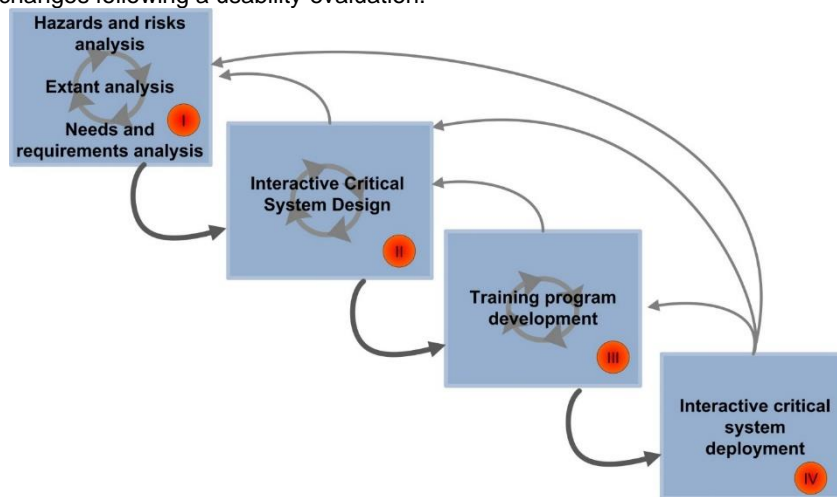 changes following a usability evaluation.
Hazards and risks
analysis
Extant analysis
I
Needs and
requirements analysis
Interactive Critical
System Design
II
Training program
development
III
Interactive critical
system
deployment
IV